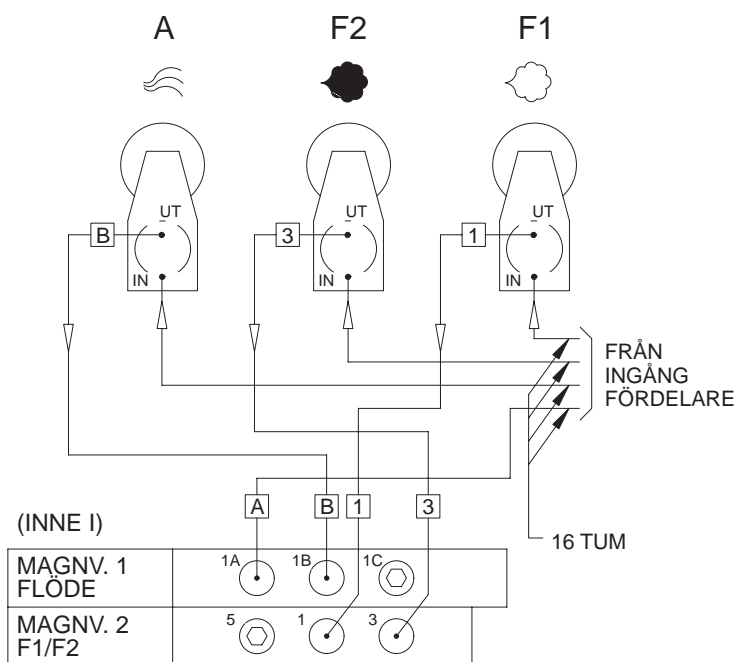 A F2 F1
UT UT UT
B 3 1
IN IN IN
FRÅN
INGÅNG
FÖRDELARE
A B 1 3
(INNE I)
16 TUM
MAGNV. 1
FLÖDE
1A 1B 1C
MAGNV. 2
F1/F2
5 1 3